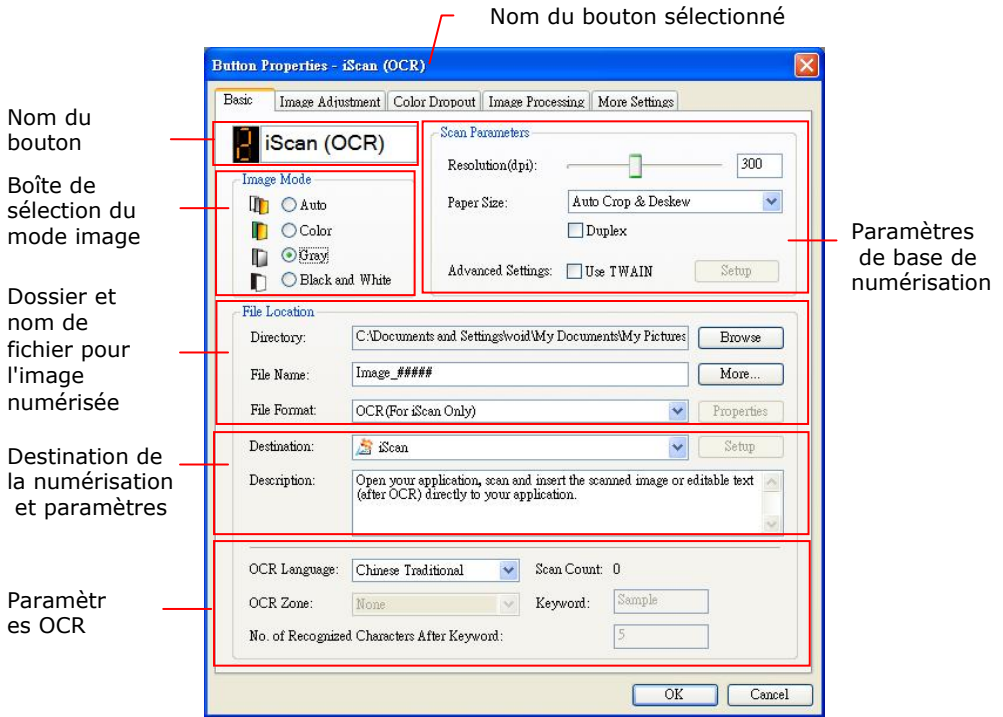 Nom du bouton sélectionné
Button Properties - iScan (OCR)
Basic Image Adjustment Color Dropout Image Processing More Settings
Nom du
bouton
2 iScan (OCR)
Boîte de
sélection du
mode image
Image Mode
Auto
Color
Gray
Black and White
Scan Parameters
Resolution(dpi): 300
Paper Size: Auto Crop & Deskew
Duplex
Advanced Settings: Use TWAIN Setup
Paramètres
de base de
numérisation
Dossier et
nom de
fichier pour
l'image
numérisée
File Location
Directory: C:\Documents and Settings\void\My Documents\My Pictures Browse
File Name: Image_##### More...
File Format: OCR(For iScan Only) Properties
Destination de
la numérisation
et paramètres
Destination: iScan Setup
Description: Open your application, scan and insert the scanned image or editable text
(after OCR) directly to your application.
Paramètr
es OCR
OCR Language: Chinese Traditional Scan Count: 0
OCR Zone: None Keyword: Sample
No. of Recognized Characters After Keyword: 5
OK Cancel